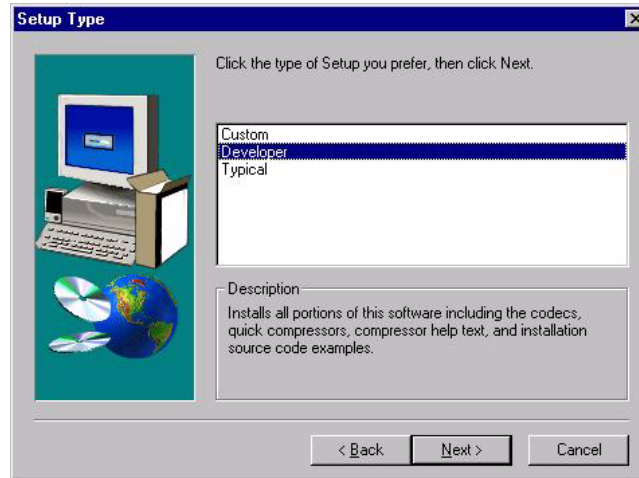 Setup Type
Click the type of Setup you prefer, then click Next.
Custom
Developer
Typical
Description
Installs all portions of this software including the codecs,
quick compressors, compressor help text, and installation
source code examples.
< Back
Next >
Cancel